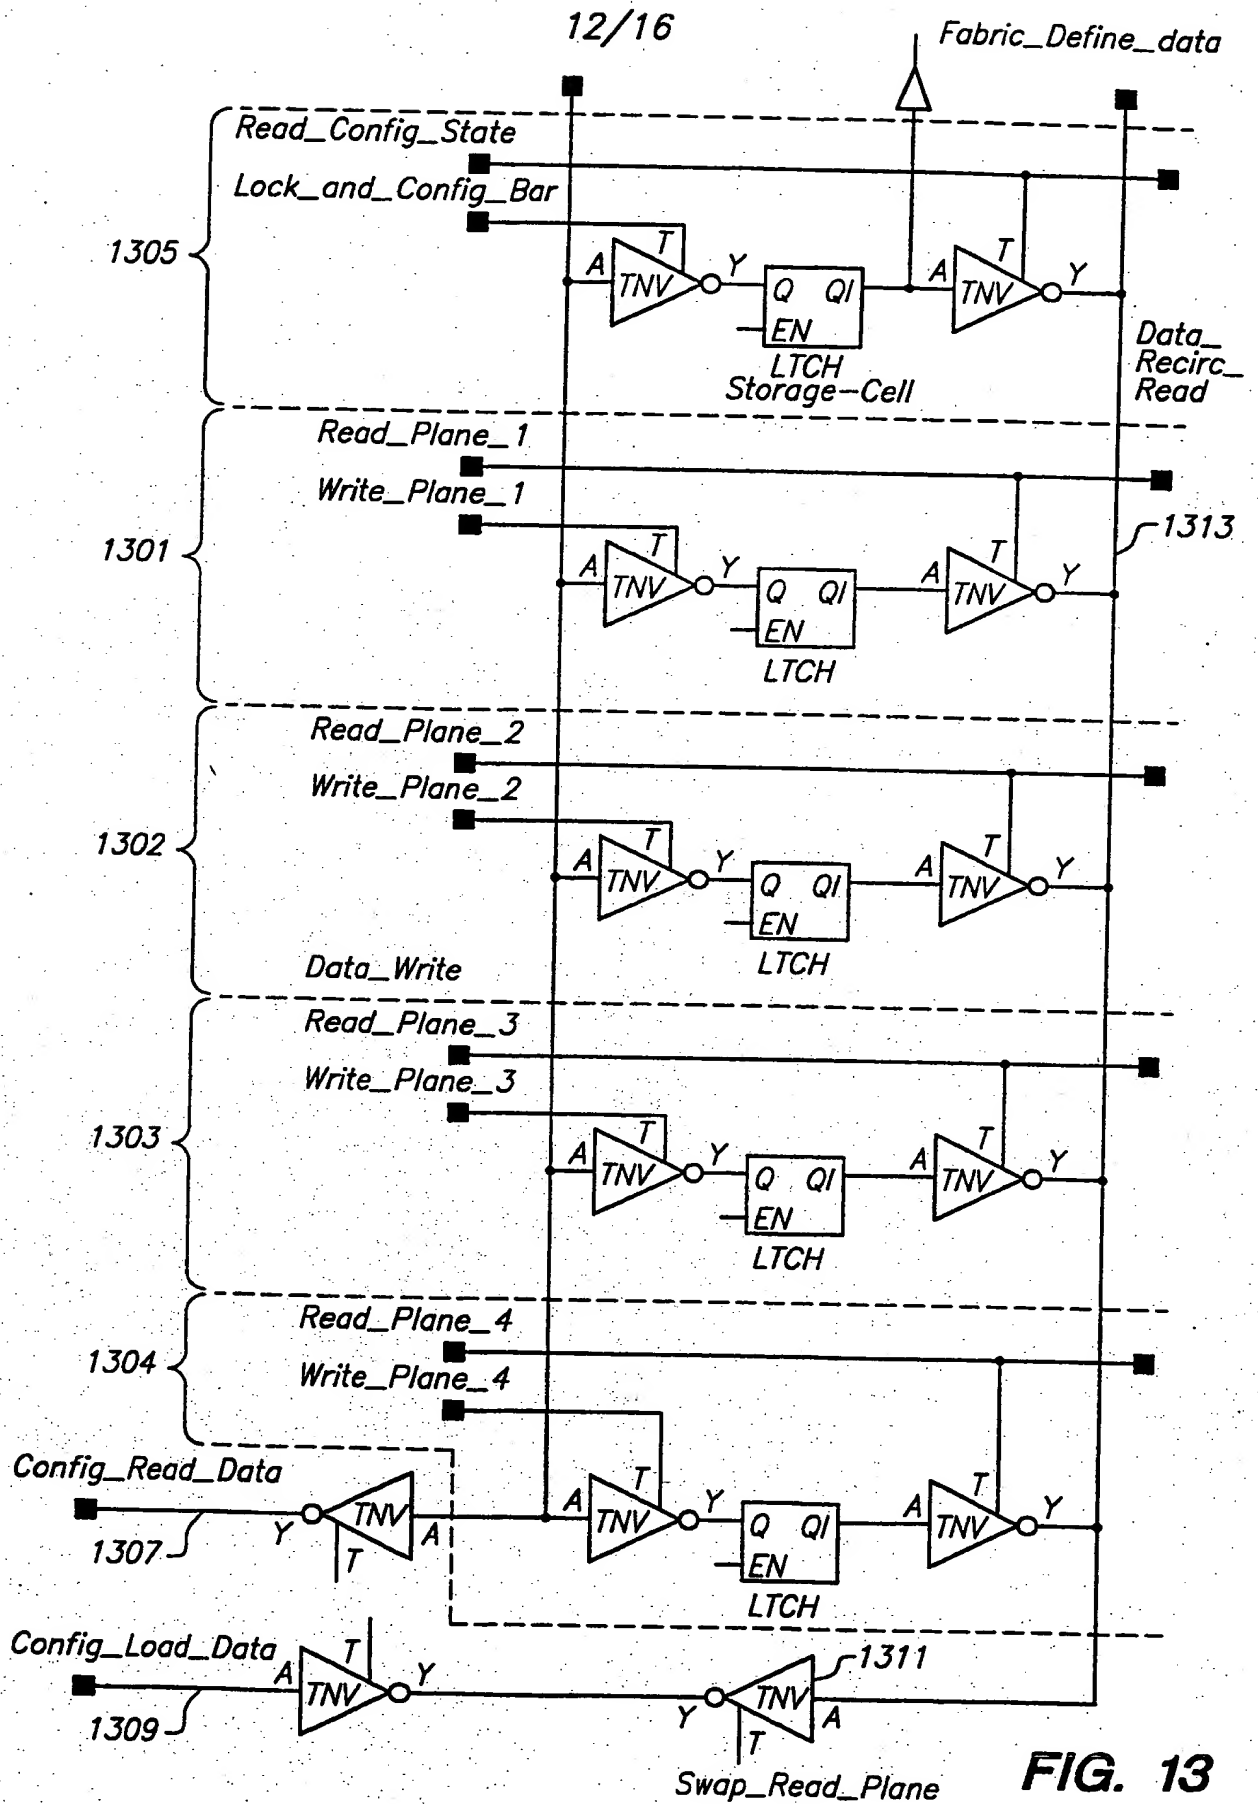 12/16
Fabric_Define_data
Read_Config_State
Lock_and_Config_Bar
1305
T
A TNV Y
Q QI
EN
LTCH
Storage-Cell
T
A TNV Y
Data_
Recirc_
Read
Read_Plane_1
Write_Plane_1
1301
T
A TNV Y
Q QI
EN
LTCH
T
A TNV Y
1313
Read_Plane_2
Write_Plane_2
1302
T
A TNV Y
Q QI
EN
LTCH
T
A TNV Y
Data_Write
Read_Plane_3
Write_Plane_3
1303
T
A TNV Y
Q QI
EN
LTCH
T
A TNV Y
Read_Plane_4
Write_Plane_4
1304
Config_Read_Data
Y TNV A
T
1307
T
A TNV Y
Q QI
EN
LTCH
T
A TNV Y
Config_Load_Data
T
A TNV Y
1309
1311
Y TNV A
T
Swap_Read_Plane
FIG. 13